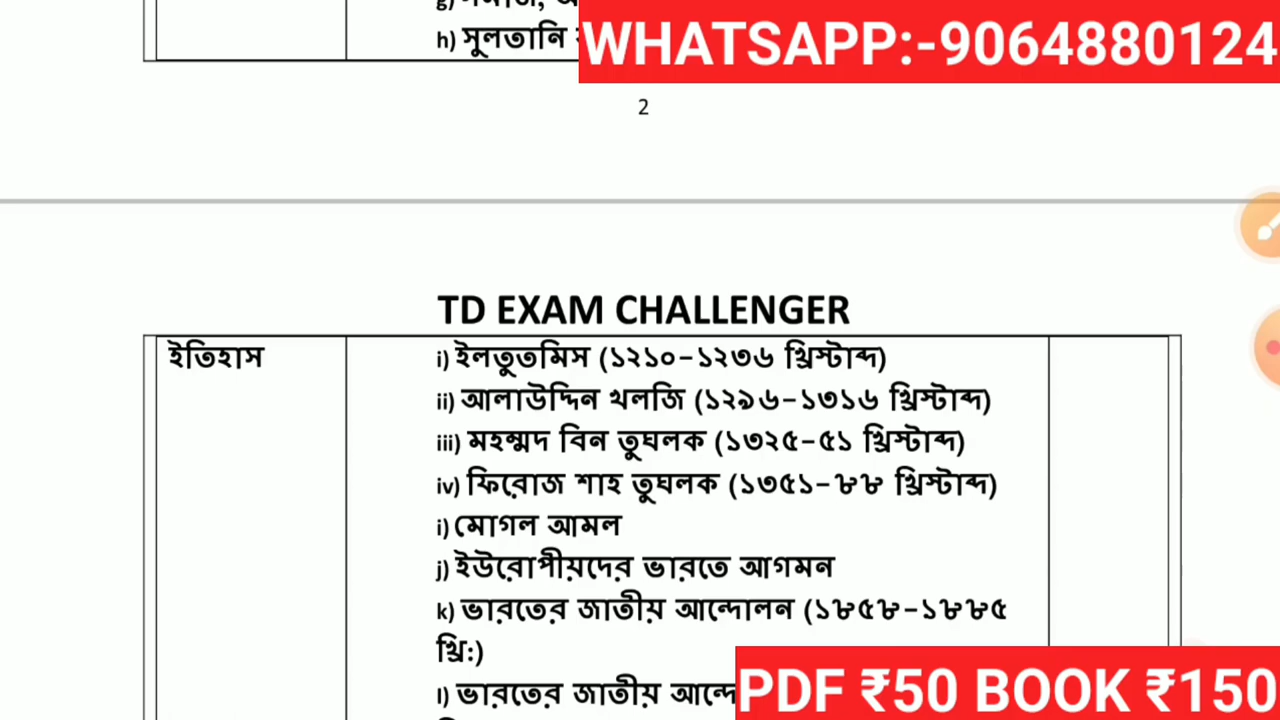 h) সুলতানি
WHATSAPP:-9064880124
2
TD EXAM CHALLENGER
ইতিহাস
i) ইলতুতমিস (১২১০-১২৩৬ খ্রিস্টাব্দ)
ii) আলাউদ্দিন খলজি (১২৯৬-১৩১৬ খ্রিস্টাব্দ)
iii) মহম্মদ বিন তুঘলক (১৩২৫-৫১ খ্রিস্টাব্দ)
iv) ফিরোজ শাহ তুঘলক (১৩৫১-৮৮ খ্রিস্টাব্দ)
i) মোগল আমল
j) ইউরোপীয়দের ভারতে আগমন
k) ভারতের জাতীয় আন্দোলন (১৮৫৮-১৮৮৫
খ্রি:)
l) ভারতের জাতীয়
PDF ₹50 BOOK ₹150